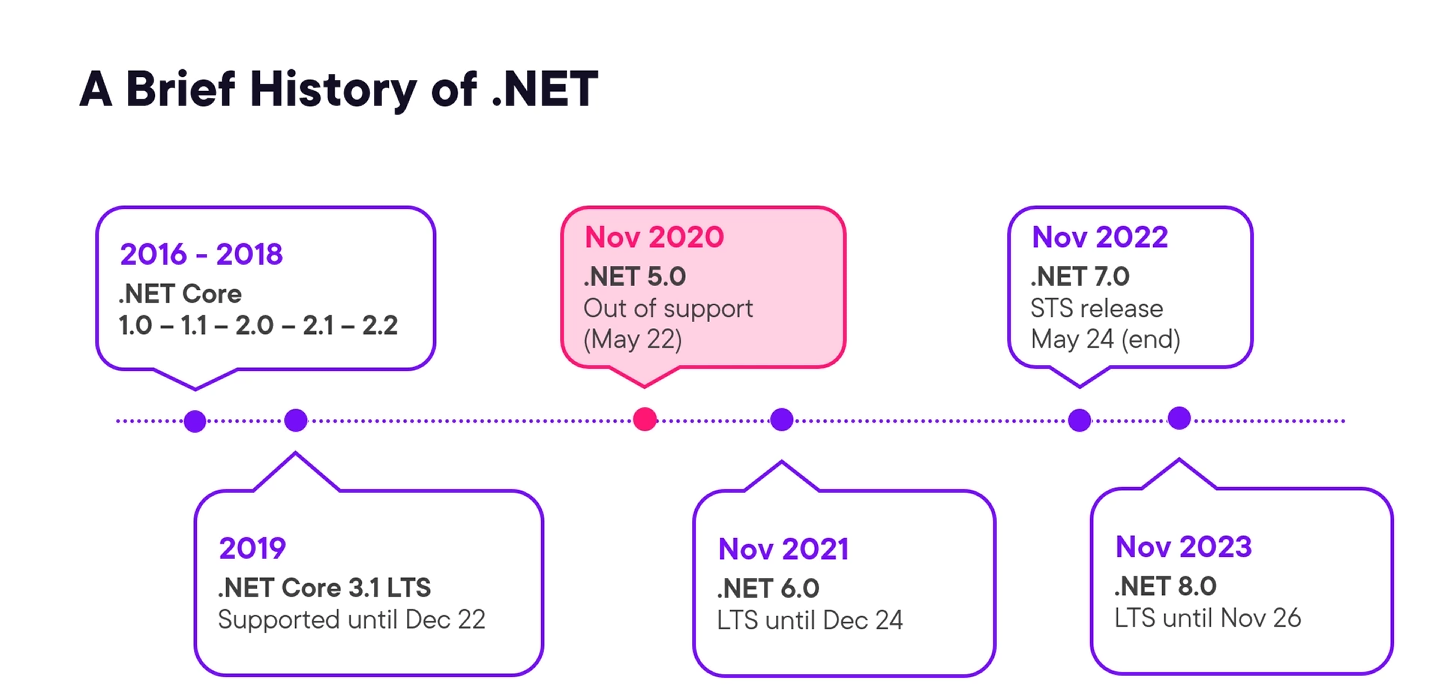 A Brief History of .NET
2016 - 2018
.NET Core
1.0 – 1.1 – 2.0 – 2.1 – 2.2
2019
.NET Core 3.1 LTS
Supported until Dec 22
Nov 2020
.NET 5.0
Out of support
(May 22)
Nov 2021
.NET 6.0
LTS until Dec 24
Nov 2022
.NET 7.0
STS release
May 24 (end)
Nov 2023
.NET 8.0
LTS until Nov 26